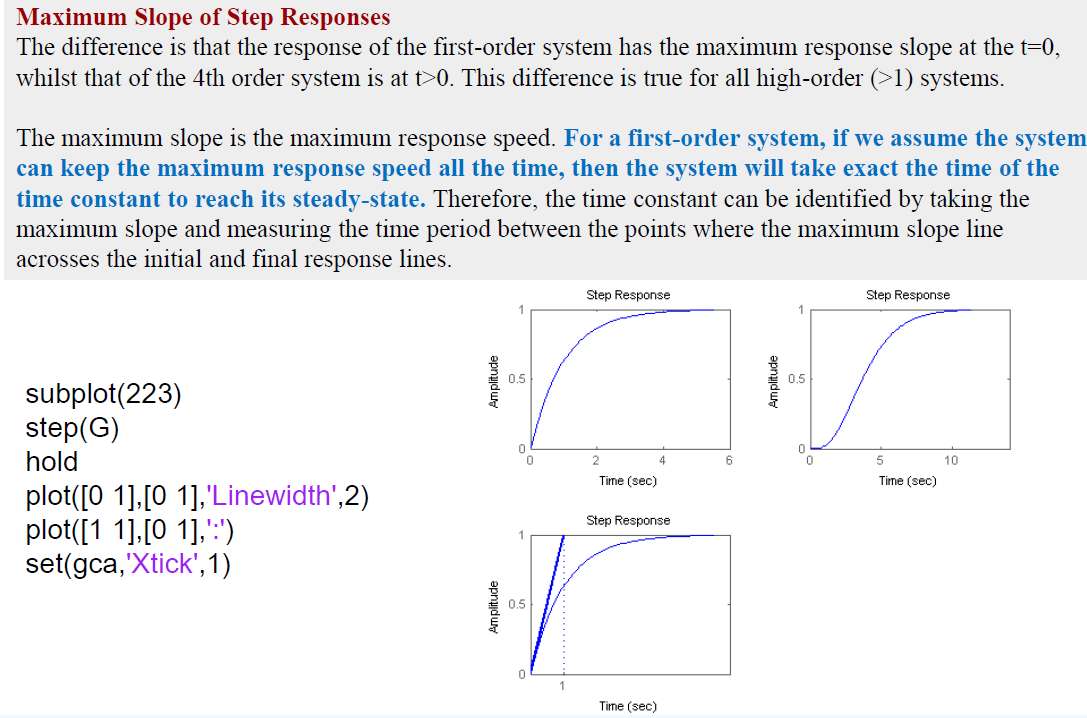 Maximum Slope of Step Responses
The difference is that the response of the first-order system has the maximum response slope at the t=0,
whilst that of the 4th order system is at t>0. This difference is true for all high-order (>1) systems.
The maximum slope is the maximum response speed. For a first-order system, if we assume the system
can keep the maximum response speed all the time, then the system will take exact the time of the
time constant to reach its steady-state. Therefore, the time constant can be identified by taking the
maximum slope and measuring the time period between the points where the maximum slope line
acrosses the initial and final response lines.
subplot(223)
step(G)
hold
plot([0 1],[0 1],'Linewidth',2)
plot([1 1],[0 1],':')
set(gca,'Xtick',1)
Step Response
Amplitude
1
0.5
0
0 2 4 6
Time (sec)
Step Response
Amplitude
1
0.5
0
0 5 10
Time (sec)
Step Response
Amplitude
1
0.5
0
1
Time (sec)